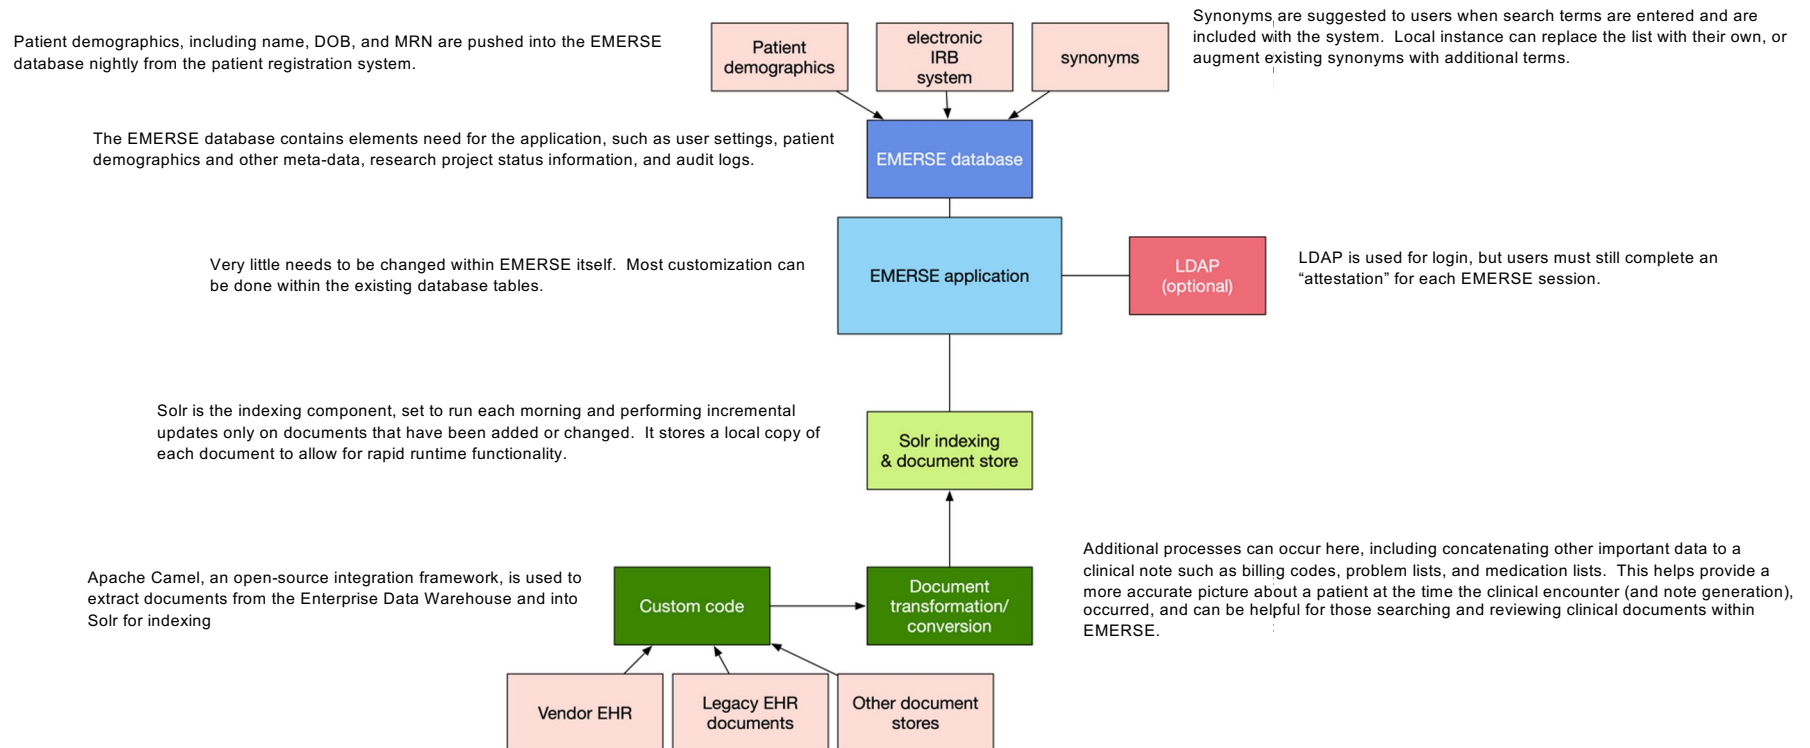 Patient demographics, including name, DOB, and MRN are pushed into the EMERSE
database nightly from the patient registration system.
Patient
demographics
electronic
IRB
system
synonyms
Synonyms are suggested to users when search terms are entered and are
included with the system.  Local instance can replace the list with their own, or
augment existing synonyms with additional terms.
The EMERSE database contains elements need for the application, such as user settings, patient
demographics and other meta-data, research project status information, and audit logs.
EMERSE database
Very little needs to be changed within EMERSE itself.  Most customization can
be done within the existing database tables.
EMERSE application
LDAP
(optional)
LDAP is used for login, but users must still complete an
“attestation” for each EMERSE session.
Solr is the indexing component, set to run each morning and performing incremental
updates only on documents that have been added or changed.  It stores a local copy of
each document to allow for rapid runtime functionality.
Solr indexing
& document store
Apache Camel, an open-source integration framework, is used to
extract documents from the Enterprise Data Warehouse and into
Solr for indexing
Custom code
Document
transformation/
conversion
Additional processes can occur here, including concatenating other important data to a
clinical note such as billing codes, problem lists, and medication lists.  This helps provide a
more accurate picture about a patient at the time the clinical encounter (and note generation),
occurred, and can be helpful for those searching and reviewing clinical documents within
EMERSE.
Vendor EHR
Legacy EHR
documents
Other document
stores